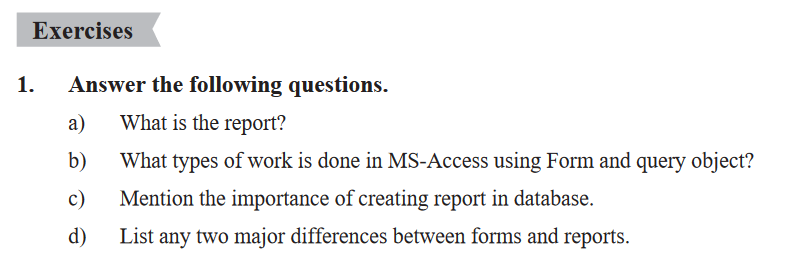 Exercises
1. Answer the following questions.
a) What is the report?
b) What types of work is done in MS-Access using Form and query object?
c) Mention the importance of creating report in database.
d) List any two major differences between forms and reports.